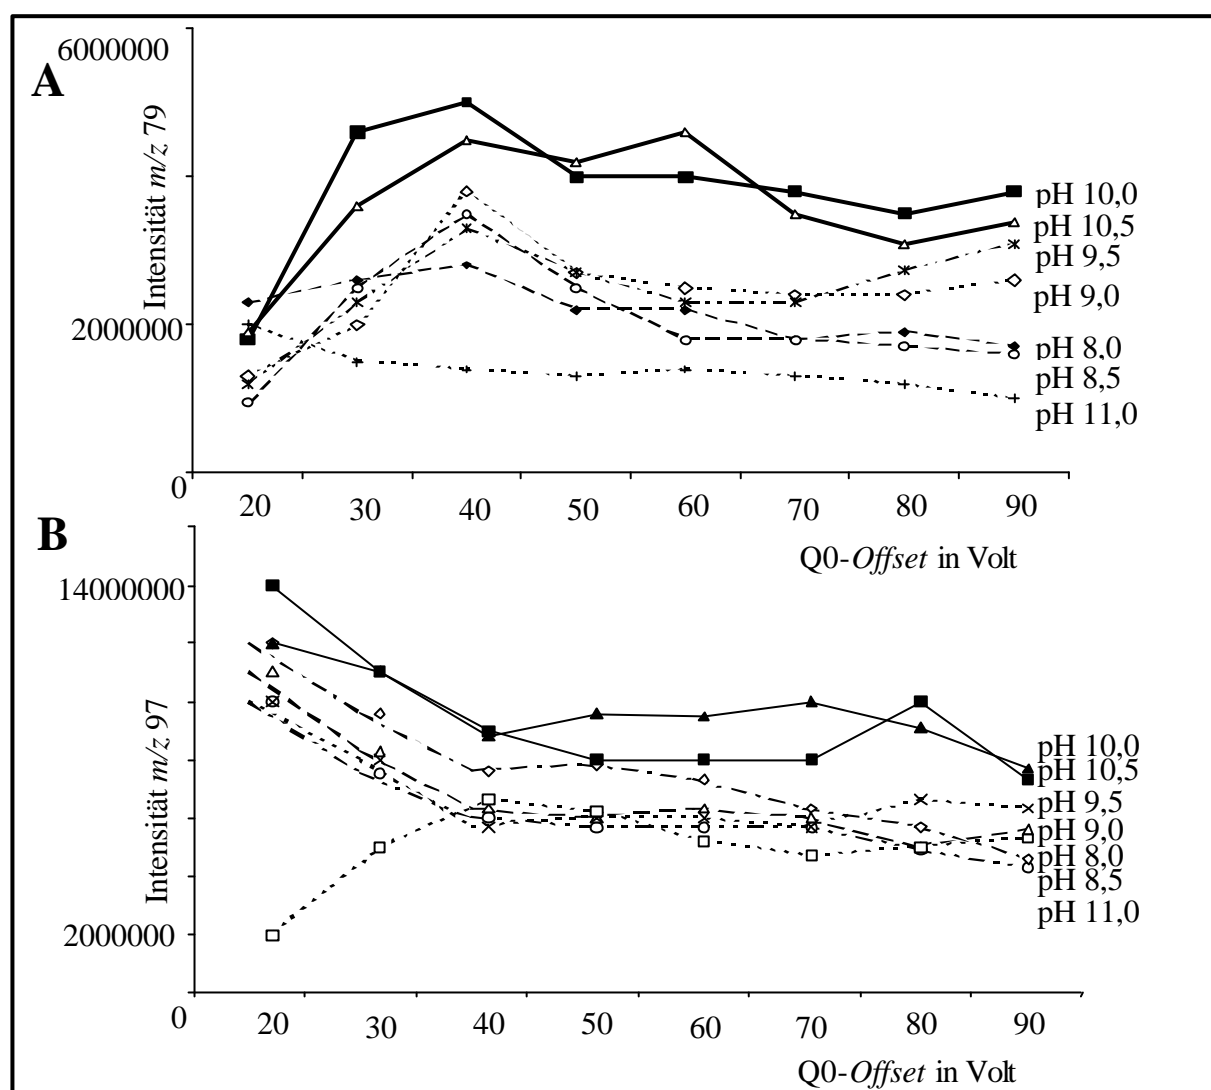 6000000
A
Intensität m/z 79
2000000
0
pH 10,0
pH 10,5
pH 9,5
pH 9,0
pH 8,0
pH 8,5
pH 11,0
20 30 40 50 60 70 80 90
Q0-Offset in Volt
B
14000000
Intensität m/z 97
2000000
0
pH 10,0
pH 10,5
pH 9,5
pH 9,0
pH 8,0
pH 8,5
pH 11,0
20 30 40 50 60 70 80 90
Q0-Offset in Volt